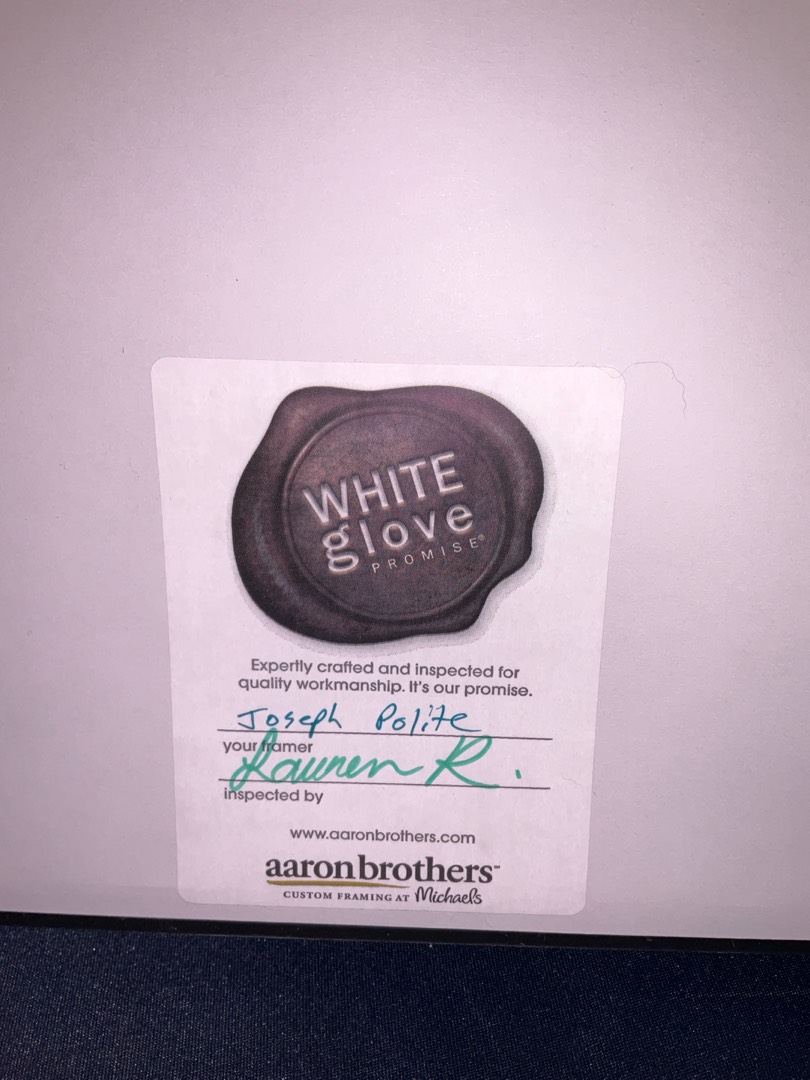 WHITE
glove
PROMISE®
Expertly crafted and inspected for
quality workmanship. It's our promise.
Joseph Polite
your framer
Lauren R.
inspected by
www.aaronbrothers.com
aaronbrothers™
CUSTOM FRAMING AT Michaels